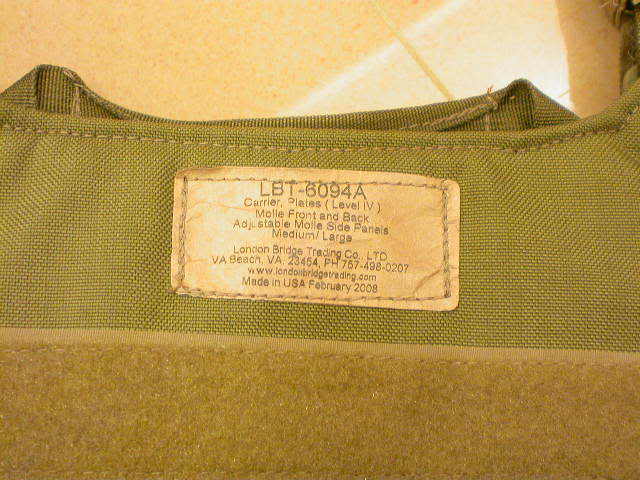 LBT-6094A
Carrier, Plates ( Level IV )
Molle Front and Back
Adjustable Molle Side Panels
Medium/ Large
London Bridge Trading Co. LTD
VA Beach, VA. 23454, PH 757-498-0207
www.londonbridgetrading.com
Made in USA February 2008